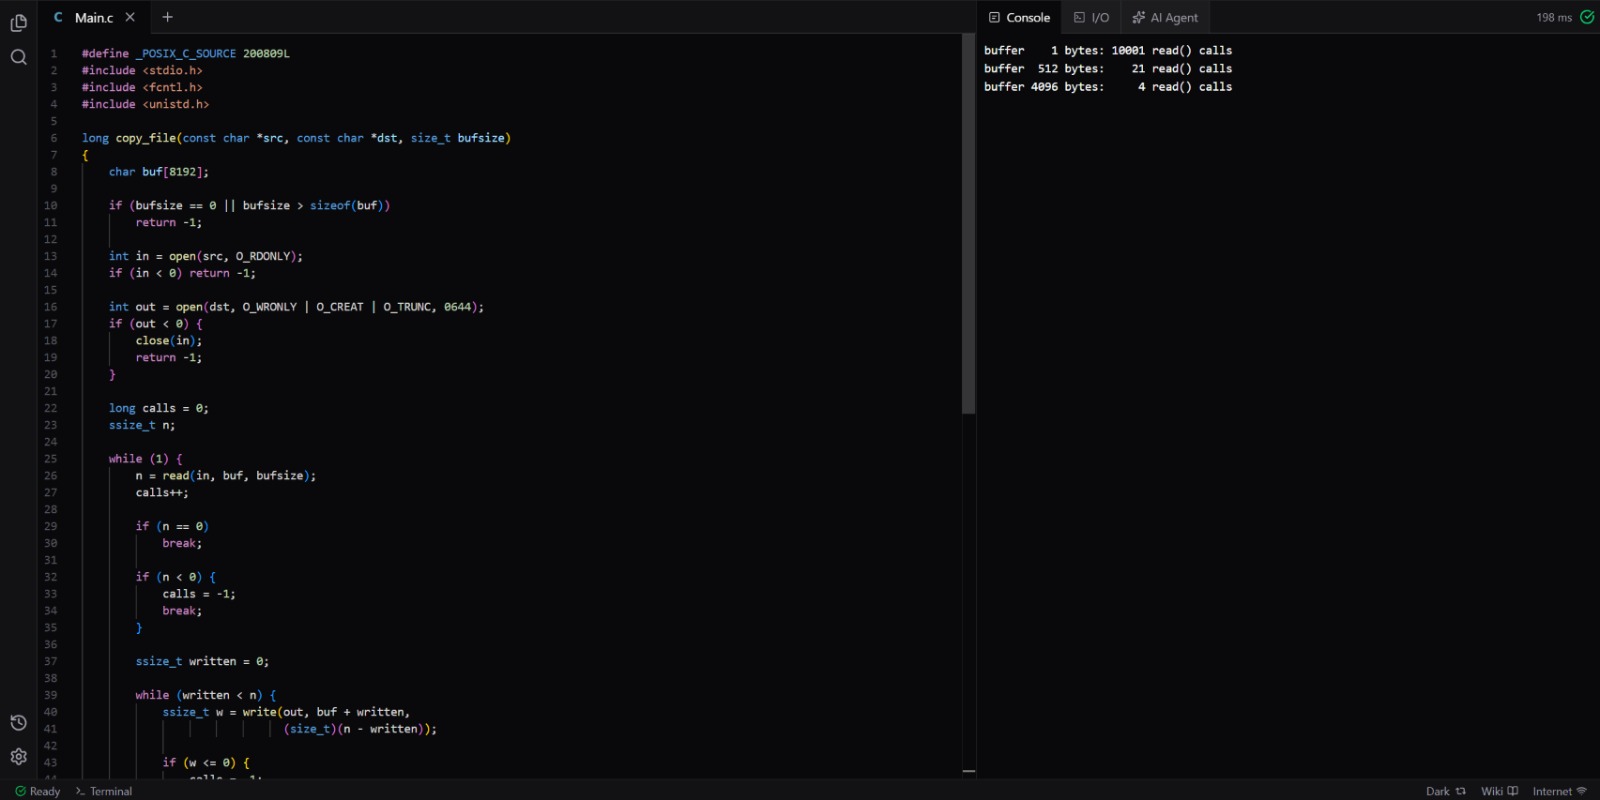 C Main.c × +
1 #define _POSIX_C_SOURCE 200809L
2 #include <stdio.h>
3 #include <fcntl.h>
4 #include <unistd.h>
5
6 long copy_file(const char *src, const char *dst, size_t bufsize)
7 {
8     char buf[8192];
9
10     if (bufsize == 0 || bufsize > sizeof(buf))
11         return -1;
12
13     int in = open(src, O_RDONLY);
14     if (in < 0) return -1;
15
16     int out = open(dst, O_WRONLY | O_CREAT | O_TRUNC, 0644);
17     if (out < 0) {
18         close(in);
19         return -1;
20     }
21
22     long calls = 0;
23     ssize_t n;
24
25     while (1) {
26         n = read(in, buf, bufsize);
27         calls++;
28
29         if (n == 0)
30             break;
31
32         if (n < 0) {
33             calls = -1;
34             break;
35         }
36
37         ssize_t written = 0;
38
39         while (written < n) {
40             ssize_t w = write(out, buf + written,
41                               (size_t)(n - written));
42
43             if (w <= 0) {
Console I/O AI Agent 198 ms
buffer    1 bytes: 10001 read() calls
buffer  512 bytes:    21 read() calls
buffer 4096 bytes:     4 read() calls
Ready Terminal Dark Wiki Internet